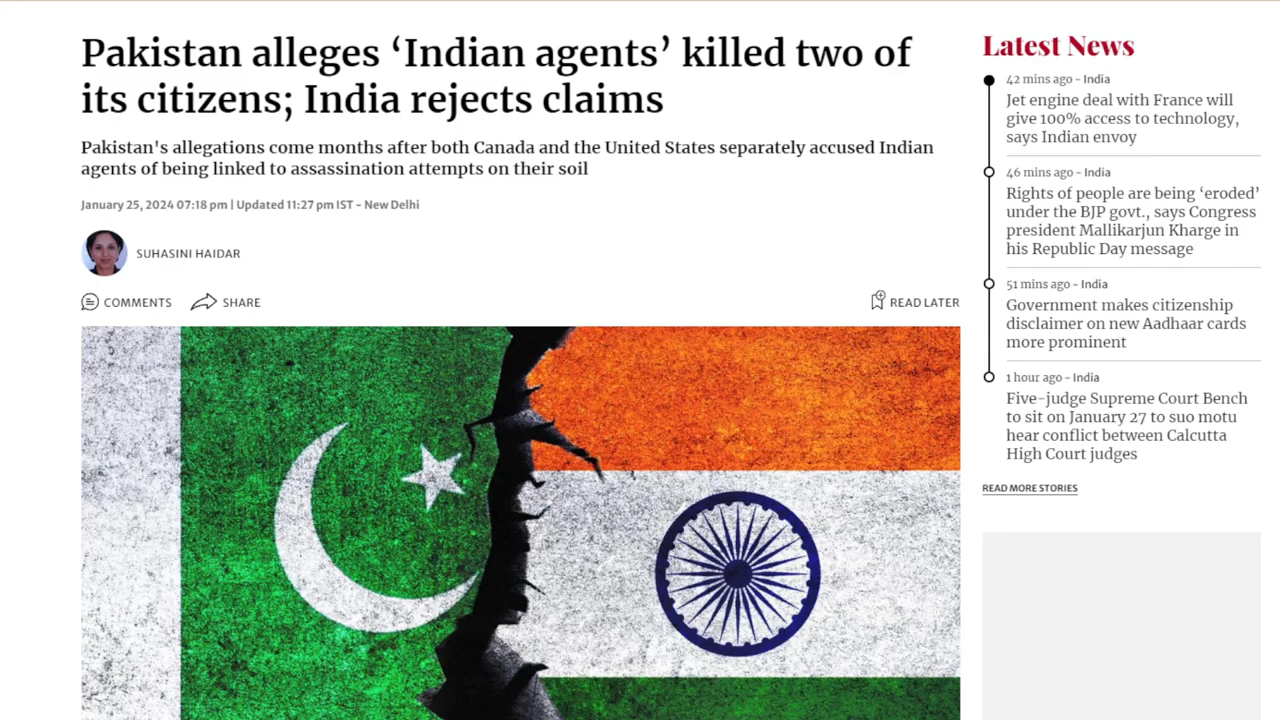 Pakistan alleges ‘Indian agents’ killed two of
its citizens; India rejects claims
Pakistan's allegations come months after both Canada and the United States separately accused Indian
agents of being linked to assassination attempts on their soil
January 25, 2024 07:18 pm | Updated 11:27 pm IST - New Delhi
SUHASINI HAIDAR
COMMENTS
SHARE
READ LATER
Latest News
42 mins ago - India
Jet engine deal with France will
give 100% access to technology,
says Indian envoy
46 mins ago - India
Rights of people are being ‘eroded’
under the BJP govt., says Congress
president Mallikarjun Kharge in
his Republic Day message
51 mins ago - India
Government makes citizenship
disclaimer on new Aadhaar cards
more prominent
1 hour ago - India
Five-judge Supreme Court Bench
to sit on January 27 to suo motu
hear conflict between Calcutta
High Court judges
READ MORE STORIES